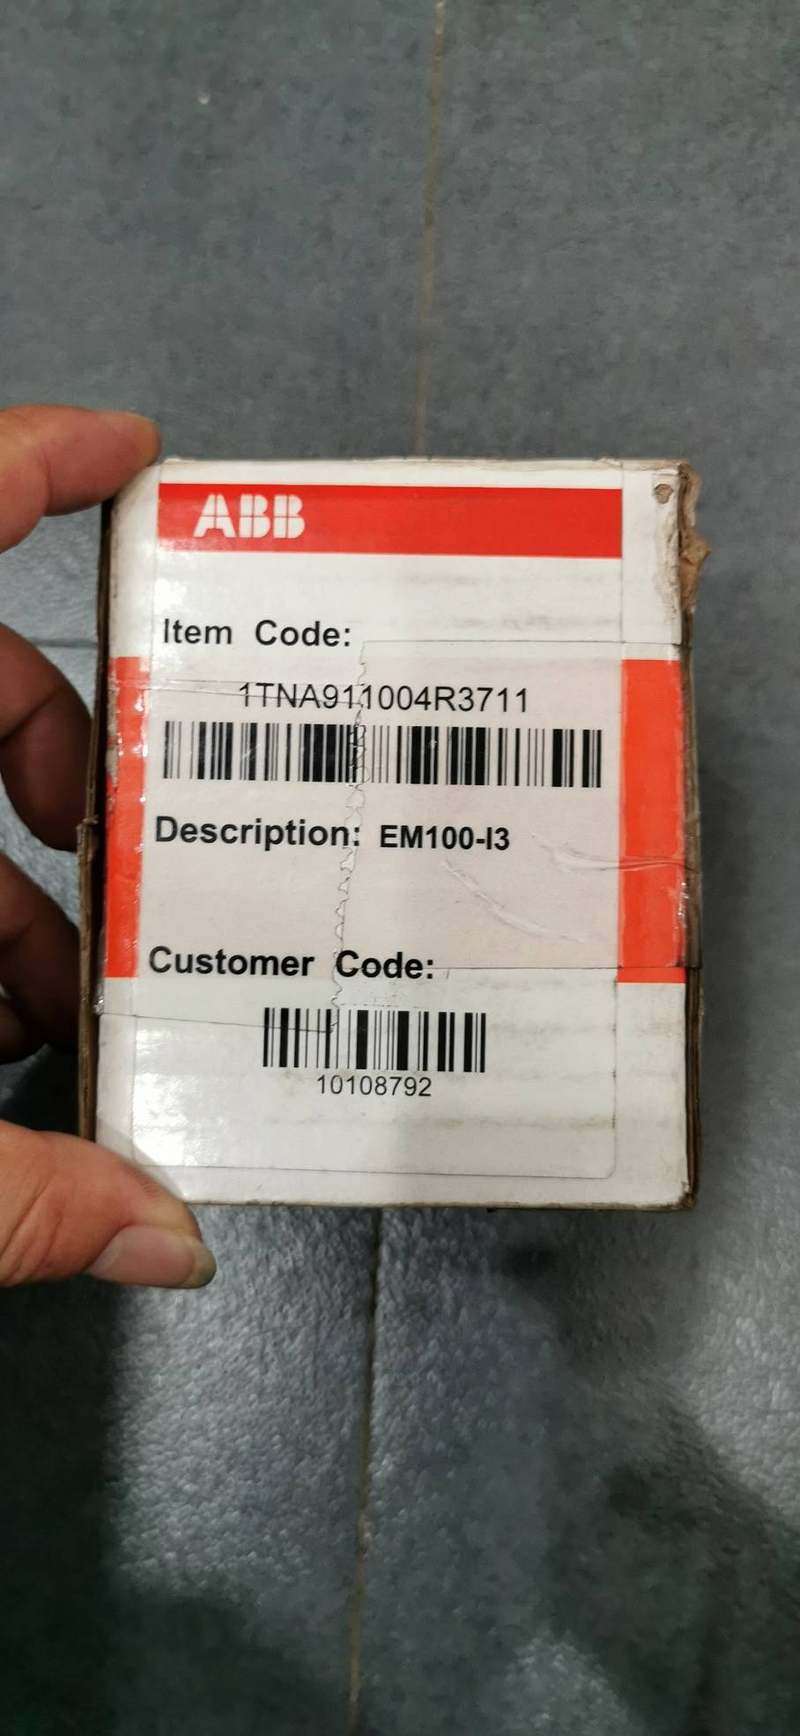 ABB
Item Code:
1TNA911004R3711
Description: EM100-I3
Customer Code:
10108792